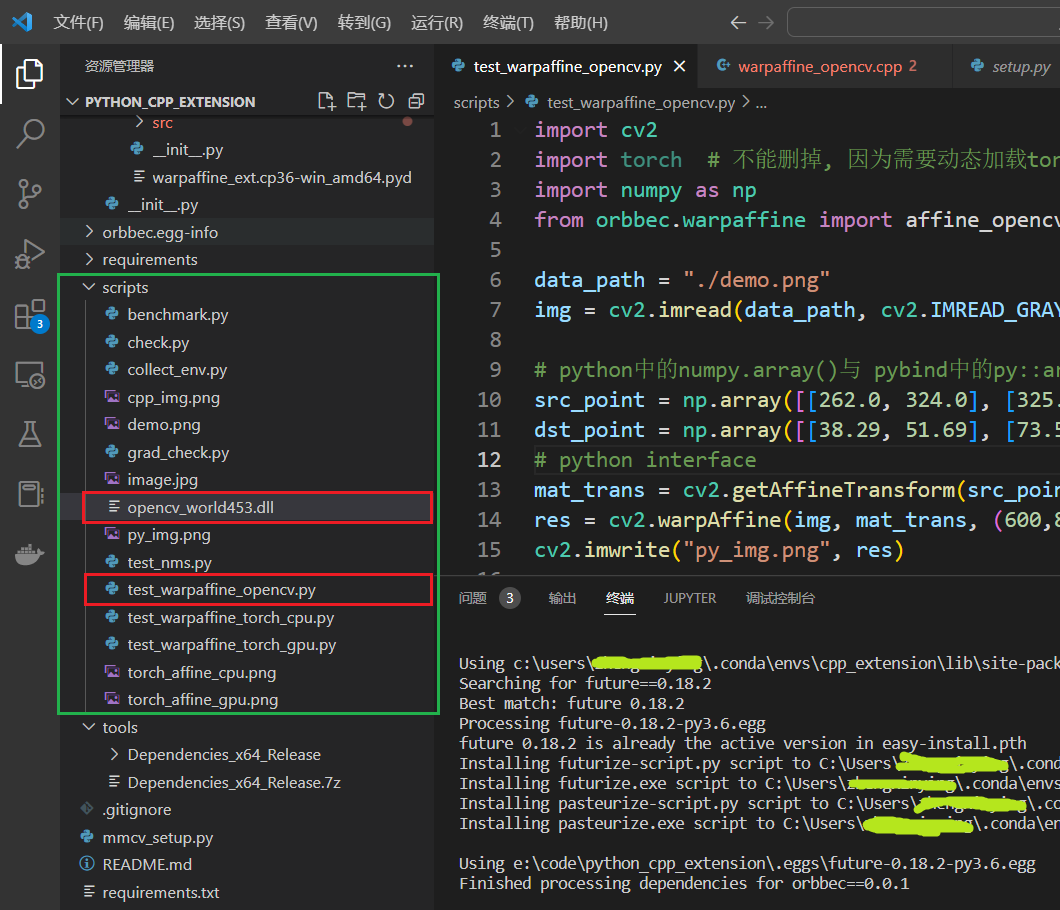 文件(F) 编辑(E) 选择(S) 查看(V) 转到(G) 运行(R) 终端(T) 帮助(H)
资源管理器
PYTHON_CPP_EXTENSION
src
__init__.py
warpaffine_ext.cp36-win_amd64.pyd
__init__.py
orbbec.egg-info
requirements
scripts
benchmark.py
check.py
collect_env.py
cpp_img.png
demo.png
grad_check.py
image.jpg
opencv_world453.dll
py_img.png
test_nms.py
test_warpaffine_opencv.py
test_warpaffine_torch_cpu.py
test_warpaffine_torch_gpu.py
torch_affine_cpu.png
torch_affine_gpu.png
tools
Dependencies_x64_Release
Dependencies_x64_Release.7z
.gitignore
mmcv_setup.py
README.md
requirements.txt
3
test_warpaffine_opencv.py warpaffine_opencv.cpp 2 setup.py
scripts > test_warpaffine_opencv.py > ...
1 import cv2
2 import torch # 不能删掉, 因为需要动态加载tor
3 import numpy as np
4 from orbbec.warpaffine import affine_opencv
5
6 data_path = "./demo.png"
7 img = cv2.imread(data_path, cv2.IMREAD_GRAY
8
9 # python中的numpy.array()与 pybind中的py::ar
10 src_point = np.array([[262.0, 324.0], [325.
11 dst_point = np.array([[38.29, 51.69], [73.5
12 # python interface
13 mat_trans = cv2.getAffineTransform(src_poin
14 res = cv2.warpAffine(img, mat_trans, (600,8
15 cv2.imwrite("py_img.png", res)
问题 3 输出 终端 JUPYTER 调试控制台
Using c:\users\ \.conda\envs\cpp_extension\lib\site-pack
Searching for future==0.18.2
Best match: future 0.18.2
Processing future-0.18.2-py3.6.egg
future 0.18.2 is already the active version in easy-install.pth
Installing futurize-script.py script to C:\Users\ \.cond
Installing futurize.exe script to C:\Users\ \.conda\envs
Installing pasteurize-script.py script to C:\Users\ \.co
Installing pasteurize.exe script to C:\Users\ \.conda\en
Using e:\code\python_cpp_extension\.eggs\future-0.18.2-py3.6.egg
Finished processing dependencies for orbbec==0.0.1